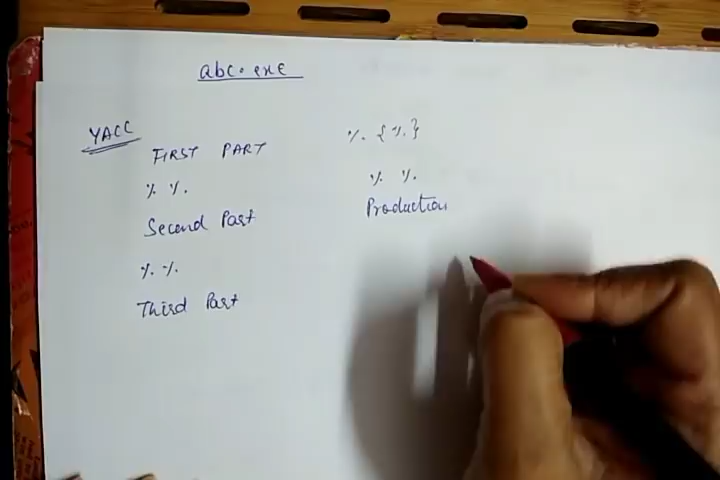 abc.exe
YACC
FIRST PART
%%
Second Part
%%
Third Part
%{%}
%%
Production